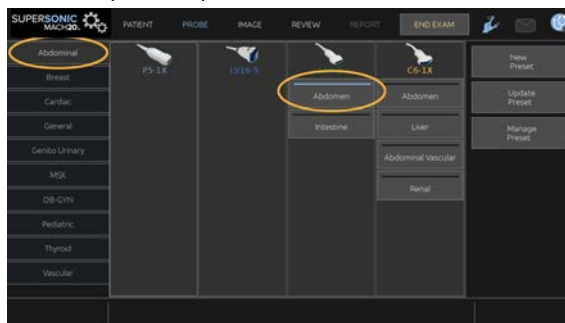 SUPERSONIC
MACH20.
PATIENT
PROBE
IMAGE
REVIEW
REPORT
END EXAM
Abdominal
Breast
Cardiac
General
Genito Urinary
MSK
OB-GYN
Pediatric
Thyroid
Vascular
P5-1X
LV16-5
C6-1X
Abdomen
Intestine
Abdomen
Liver
Abdominal Vascular
Renal
New
Preset
Update
Preset
Manage
Preset